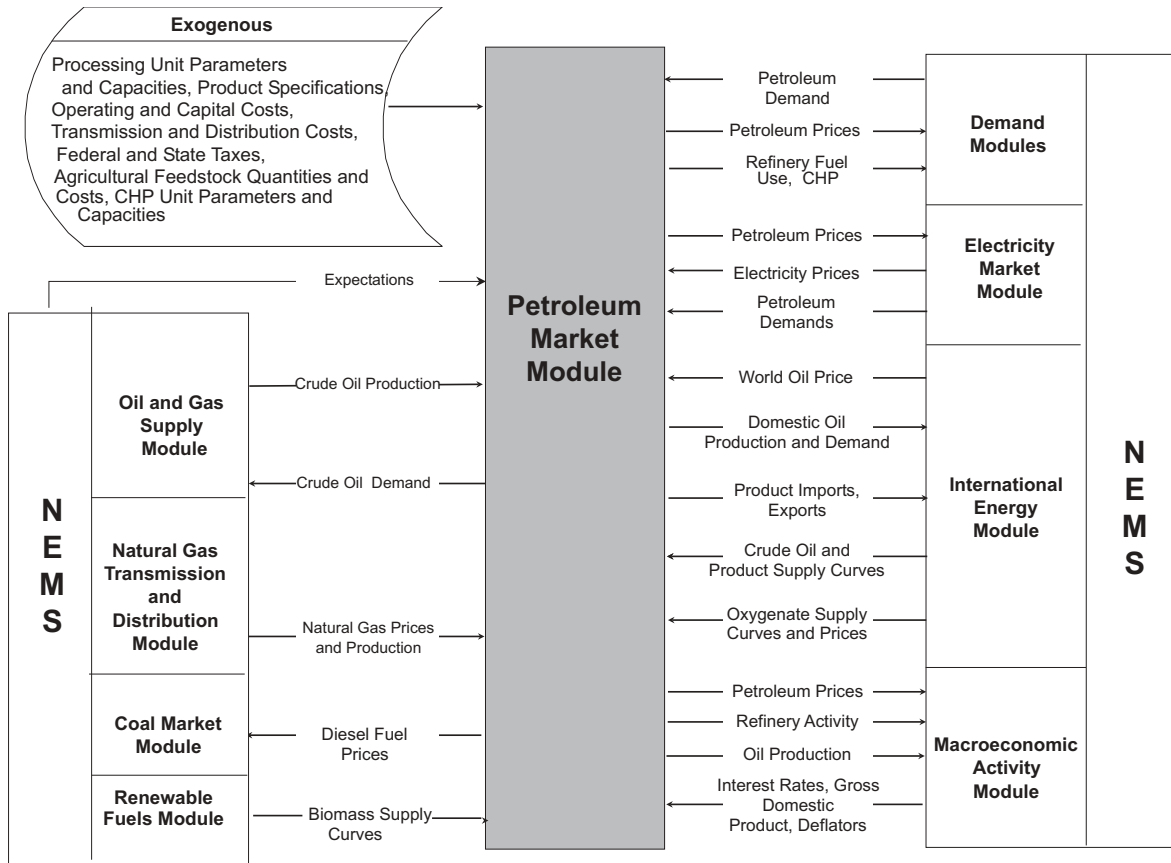 Exogenous
Processing Unit Parameters
and Capacities, Product Specifications,
Operating and Capital Costs,
Transmission and Distribution Costs,
Federal and State Taxes,
Agricultural Feedstock Quantities and
Costs, CHP Unit Parameters and
Capacities
Expectations
N
E
M
S
Oil and Gas
Supply
Module
Natural Gas
Transmission
and
Distribution
Module
Coal Market
Module
Renewable
Fuels Module
Crude Oil Production
Crude Oil Demand
Natural Gas Prices
and Production
Diesel Fuel
Prices
Biomass Supply
Curves
Petroleum
Market
Module
Petroleum
Demand
Petroleum Prices
Refinery Fuel
Use, CHP
Petroleum Prices
Electricity Prices
Petroleum
Demands
World Oil Price
Domestic Oil
Production and Demand
Product Imports,
Exports
Crude Oil and
Product Supply Curves
Oxygenate Supply
Curves and Prices
Petroleum Prices
Refinery Activity
Oil Production
Interest Rates, Gross
Domestic
Product, Deflators
Demand
Modules
Electricity
Market
Module
International
Energy
Module
Macroeconomic
Activity
Module
N
E
M
S